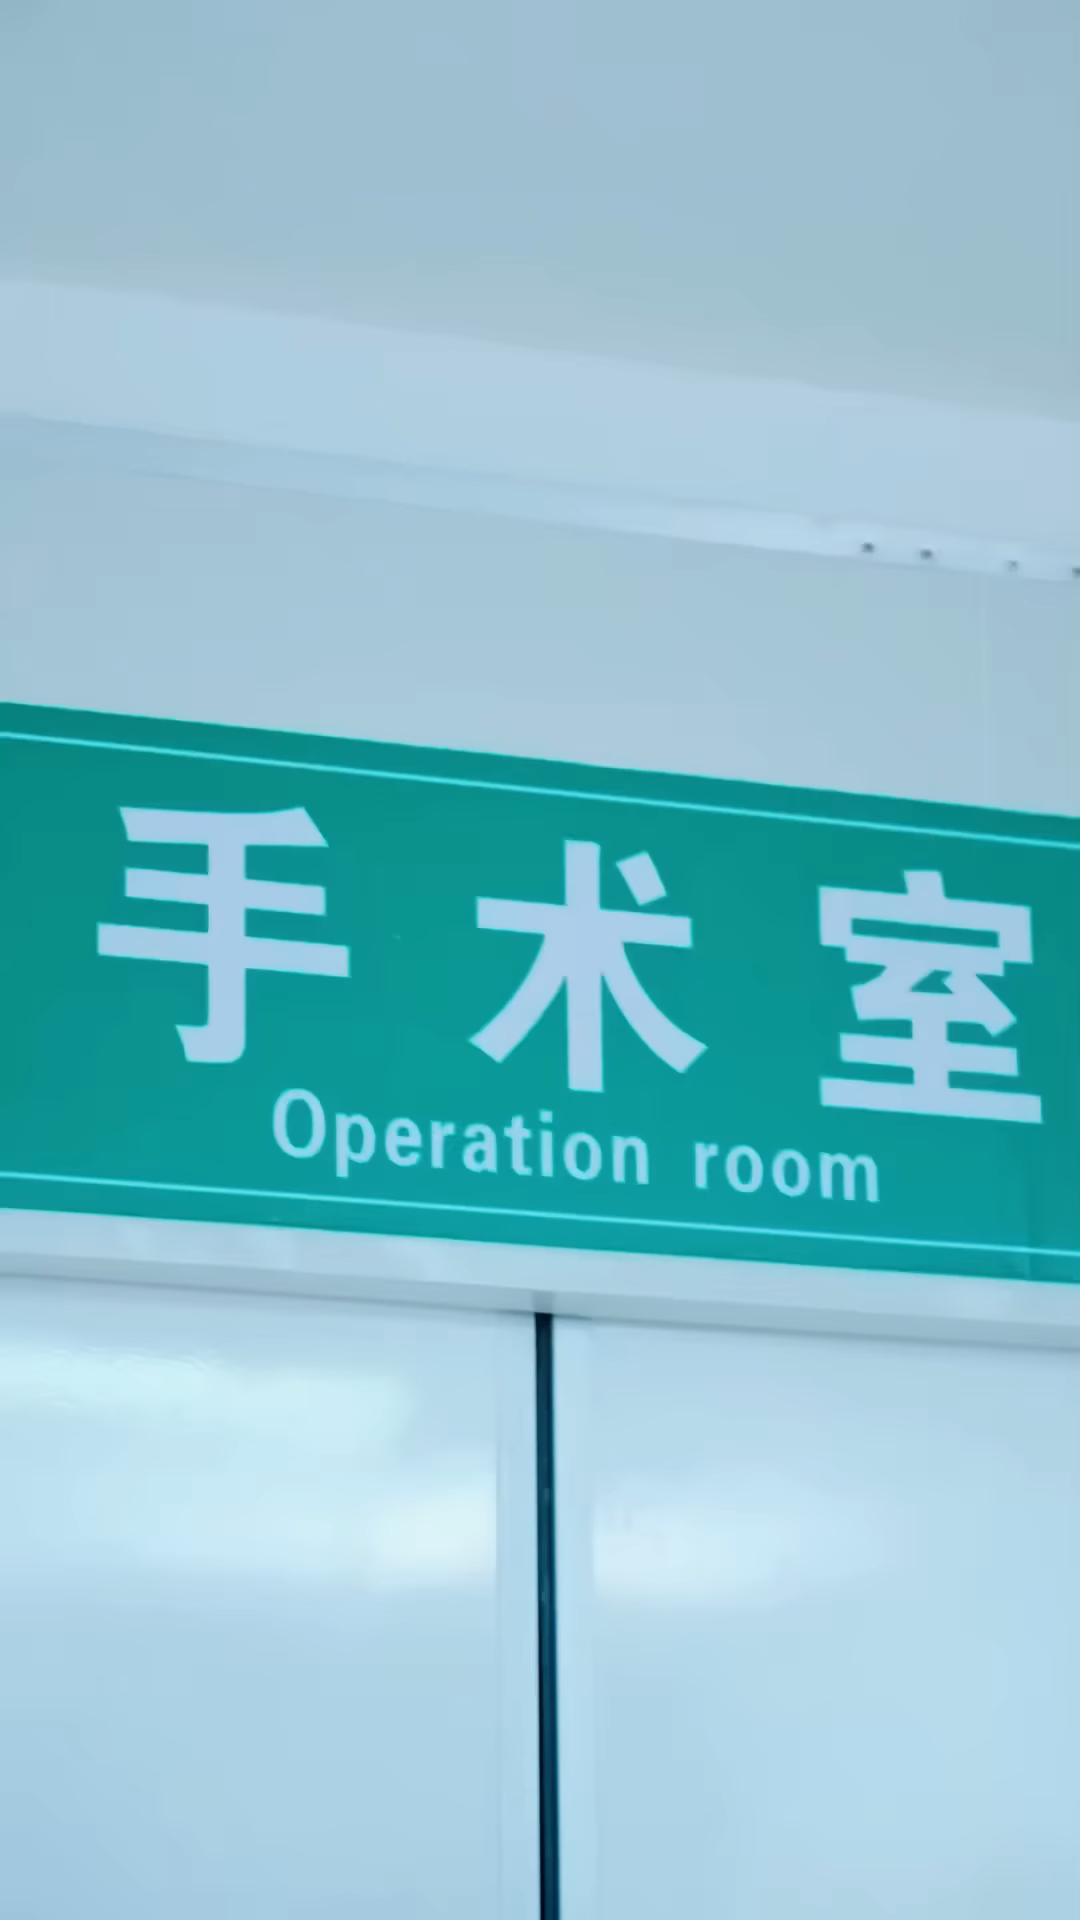 手术室
Operation room